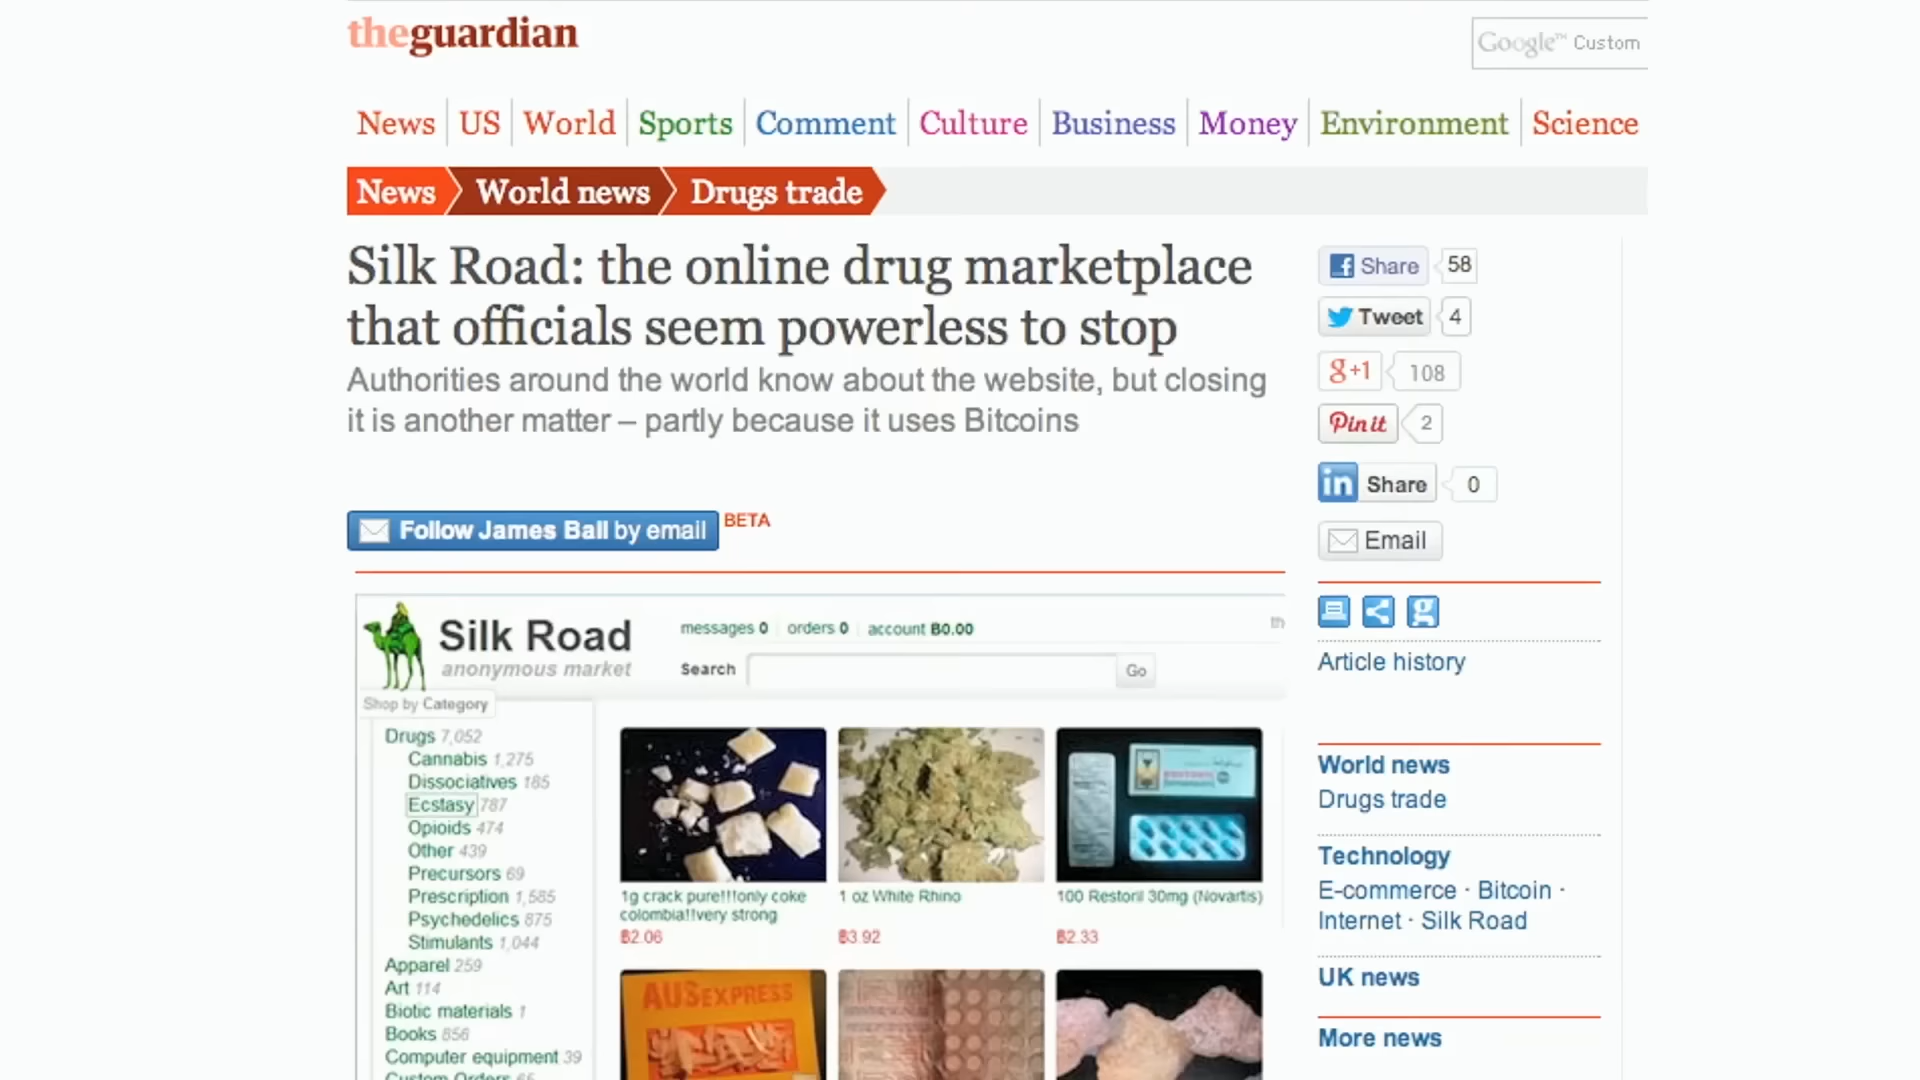 theguardian
Google™ Custom
News US World Sports Comment Culture Business Money Environment Science
News World news Drugs trade
Silk Road: the online drug marketplace
that officials seem powerless to stop
Authorities around the world know about the website, but closing
it is another matter – partly because it uses Bitcoins
Follow James Ball by email BETA
Share 58
Tweet 4
g+1 108
Pin it 2
in Share 0
Email
Article history
World news
Drugs trade
Technology
E-commerce · Bitcoin ·
Internet · Silk Road
UK news
More news
Silk Road
anonymous market
messages 0 orders 0 account ฿0.00
th
Search Go
Shop by Category
Drugs 7,052
Cannabis 1,275
Dissociatives 185
Ecstasy 787
Opioids 474
Other 439
Precursors 69
Prescription 1,585
Psychedelics 875
Stimulants 1,044
Apparel 259
Art 114
Biotic materials 1
Books 856
Computer equipment 39
Custom Orders 65
1g crack pure!!!only coke
colombia!!very strong
฿2.06
1 oz White Rhino
฿3.92
100 Restoril 30mg (Novartis)
฿2.33
AUSEXPRESS